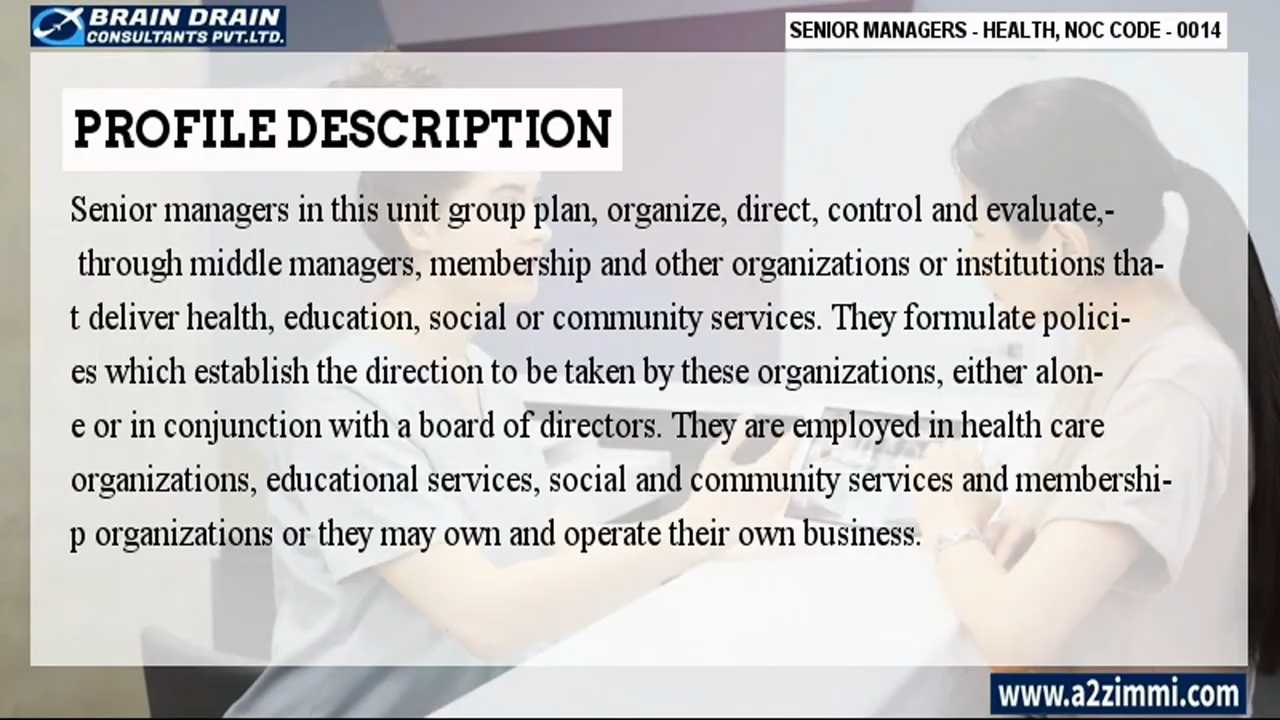 BRAIN DRAIN
CONSULTANTS PVT.LTD.
SENIOR MANAGERS - HEALTH, NOC CODE - 0014
PROFILE DESCRIPTION
Senior managers in this unit group plan, organize, direct, control and evaluate,-
through middle managers, membership and other organizations or institutions tha-
t deliver health, education, social or community services. They formulate polici-
es which establish the direction to be taken by these organizations, either alon-
e or in conjunction with a board of directors. They are employed in health care
organizations, educational services, social and community services and membershi-
p organizations or they may own and operate their own business.
www.a2zimmi.com